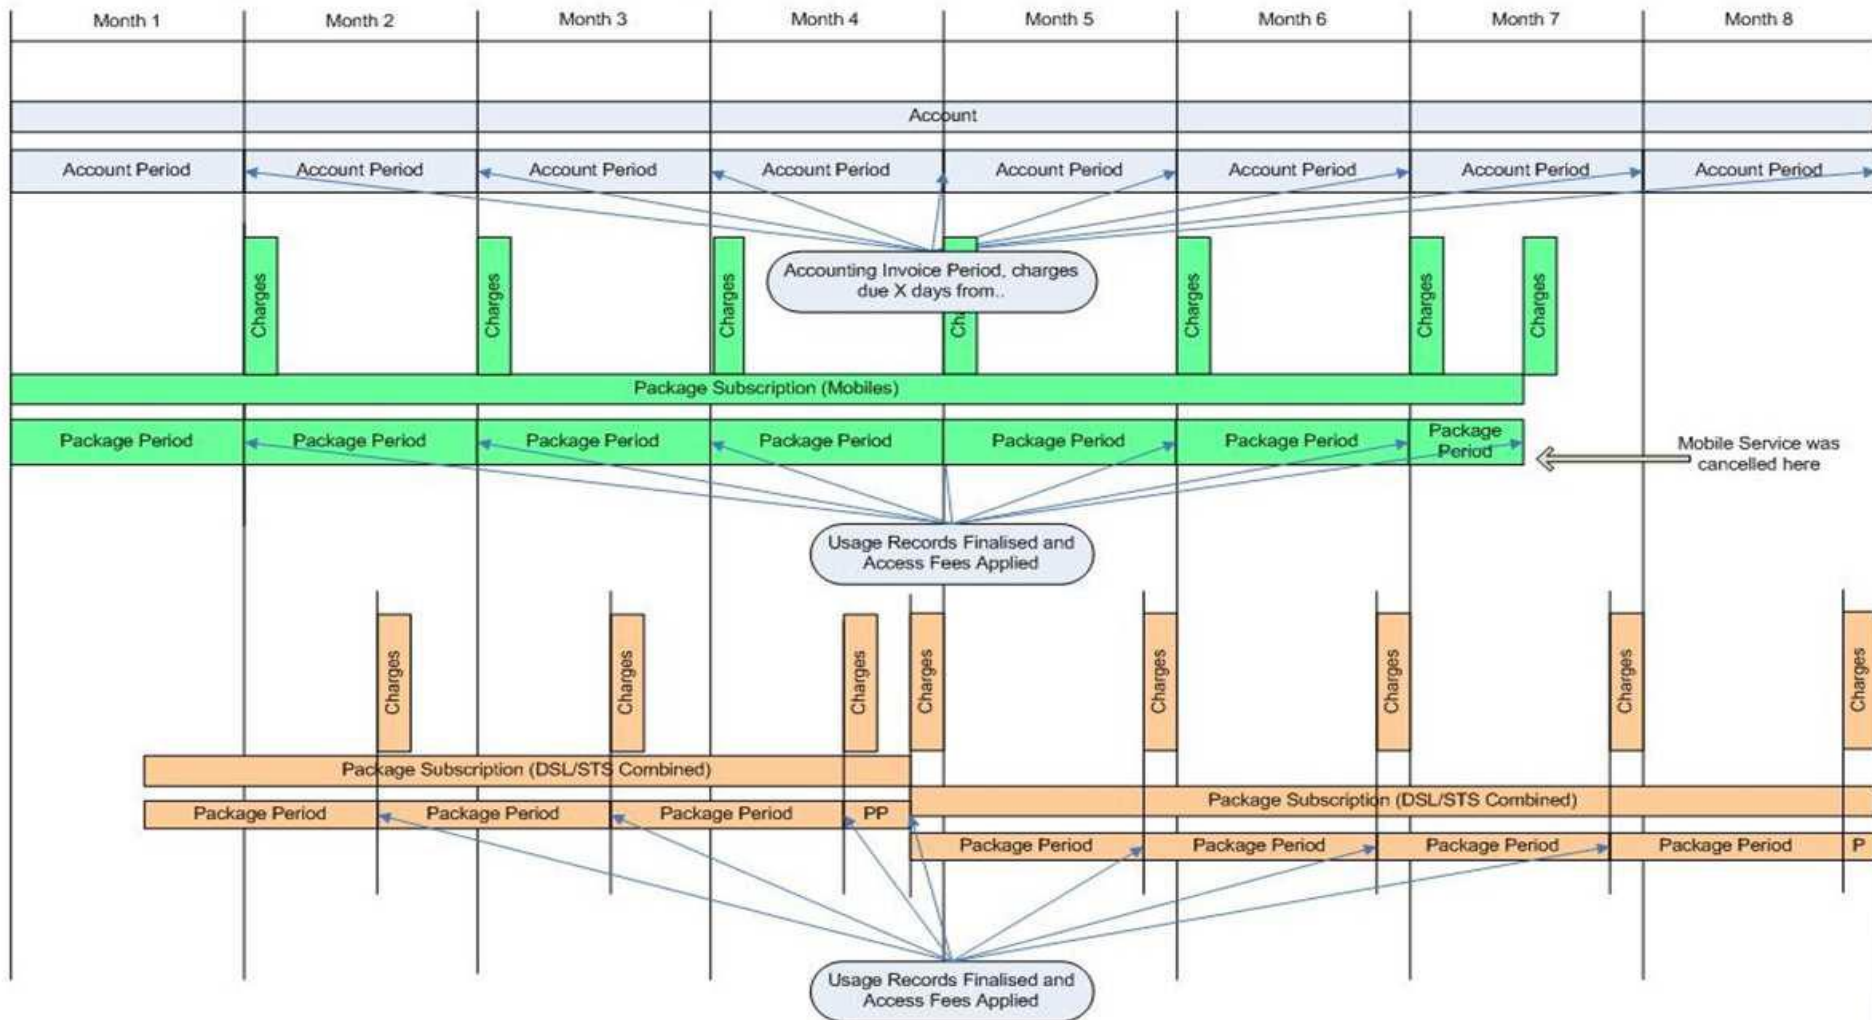 Month 1 Month 2 Month 3 Month 4 Month 5 Month 6 Month 7 Month 8
Account
Account Period Account Period Account Period Account Period Account Period Account Period Account Period Account Period
Accounting Invoice Period, charges
due X days from..
Charges Charges Charges Cha Charges Charges Charges
Package Subscription (Mobiles)
Package Period Package Period Package Period Package Period Package Period Package Period Package
Period
Mobile Service was
cancelled here
Usage Records Finalised and
Access Fees Applied
Charges Charges Charges Charges Charges Charges Charges Charges
Package Subscription (DSL/STS Combined)
Package Subscription (DSL/STS Combined)
Package Period Package Period Package Period PP
Package Period Package Period Package Period Package Period P
Usage Records Finalised and
Access Fees Applied